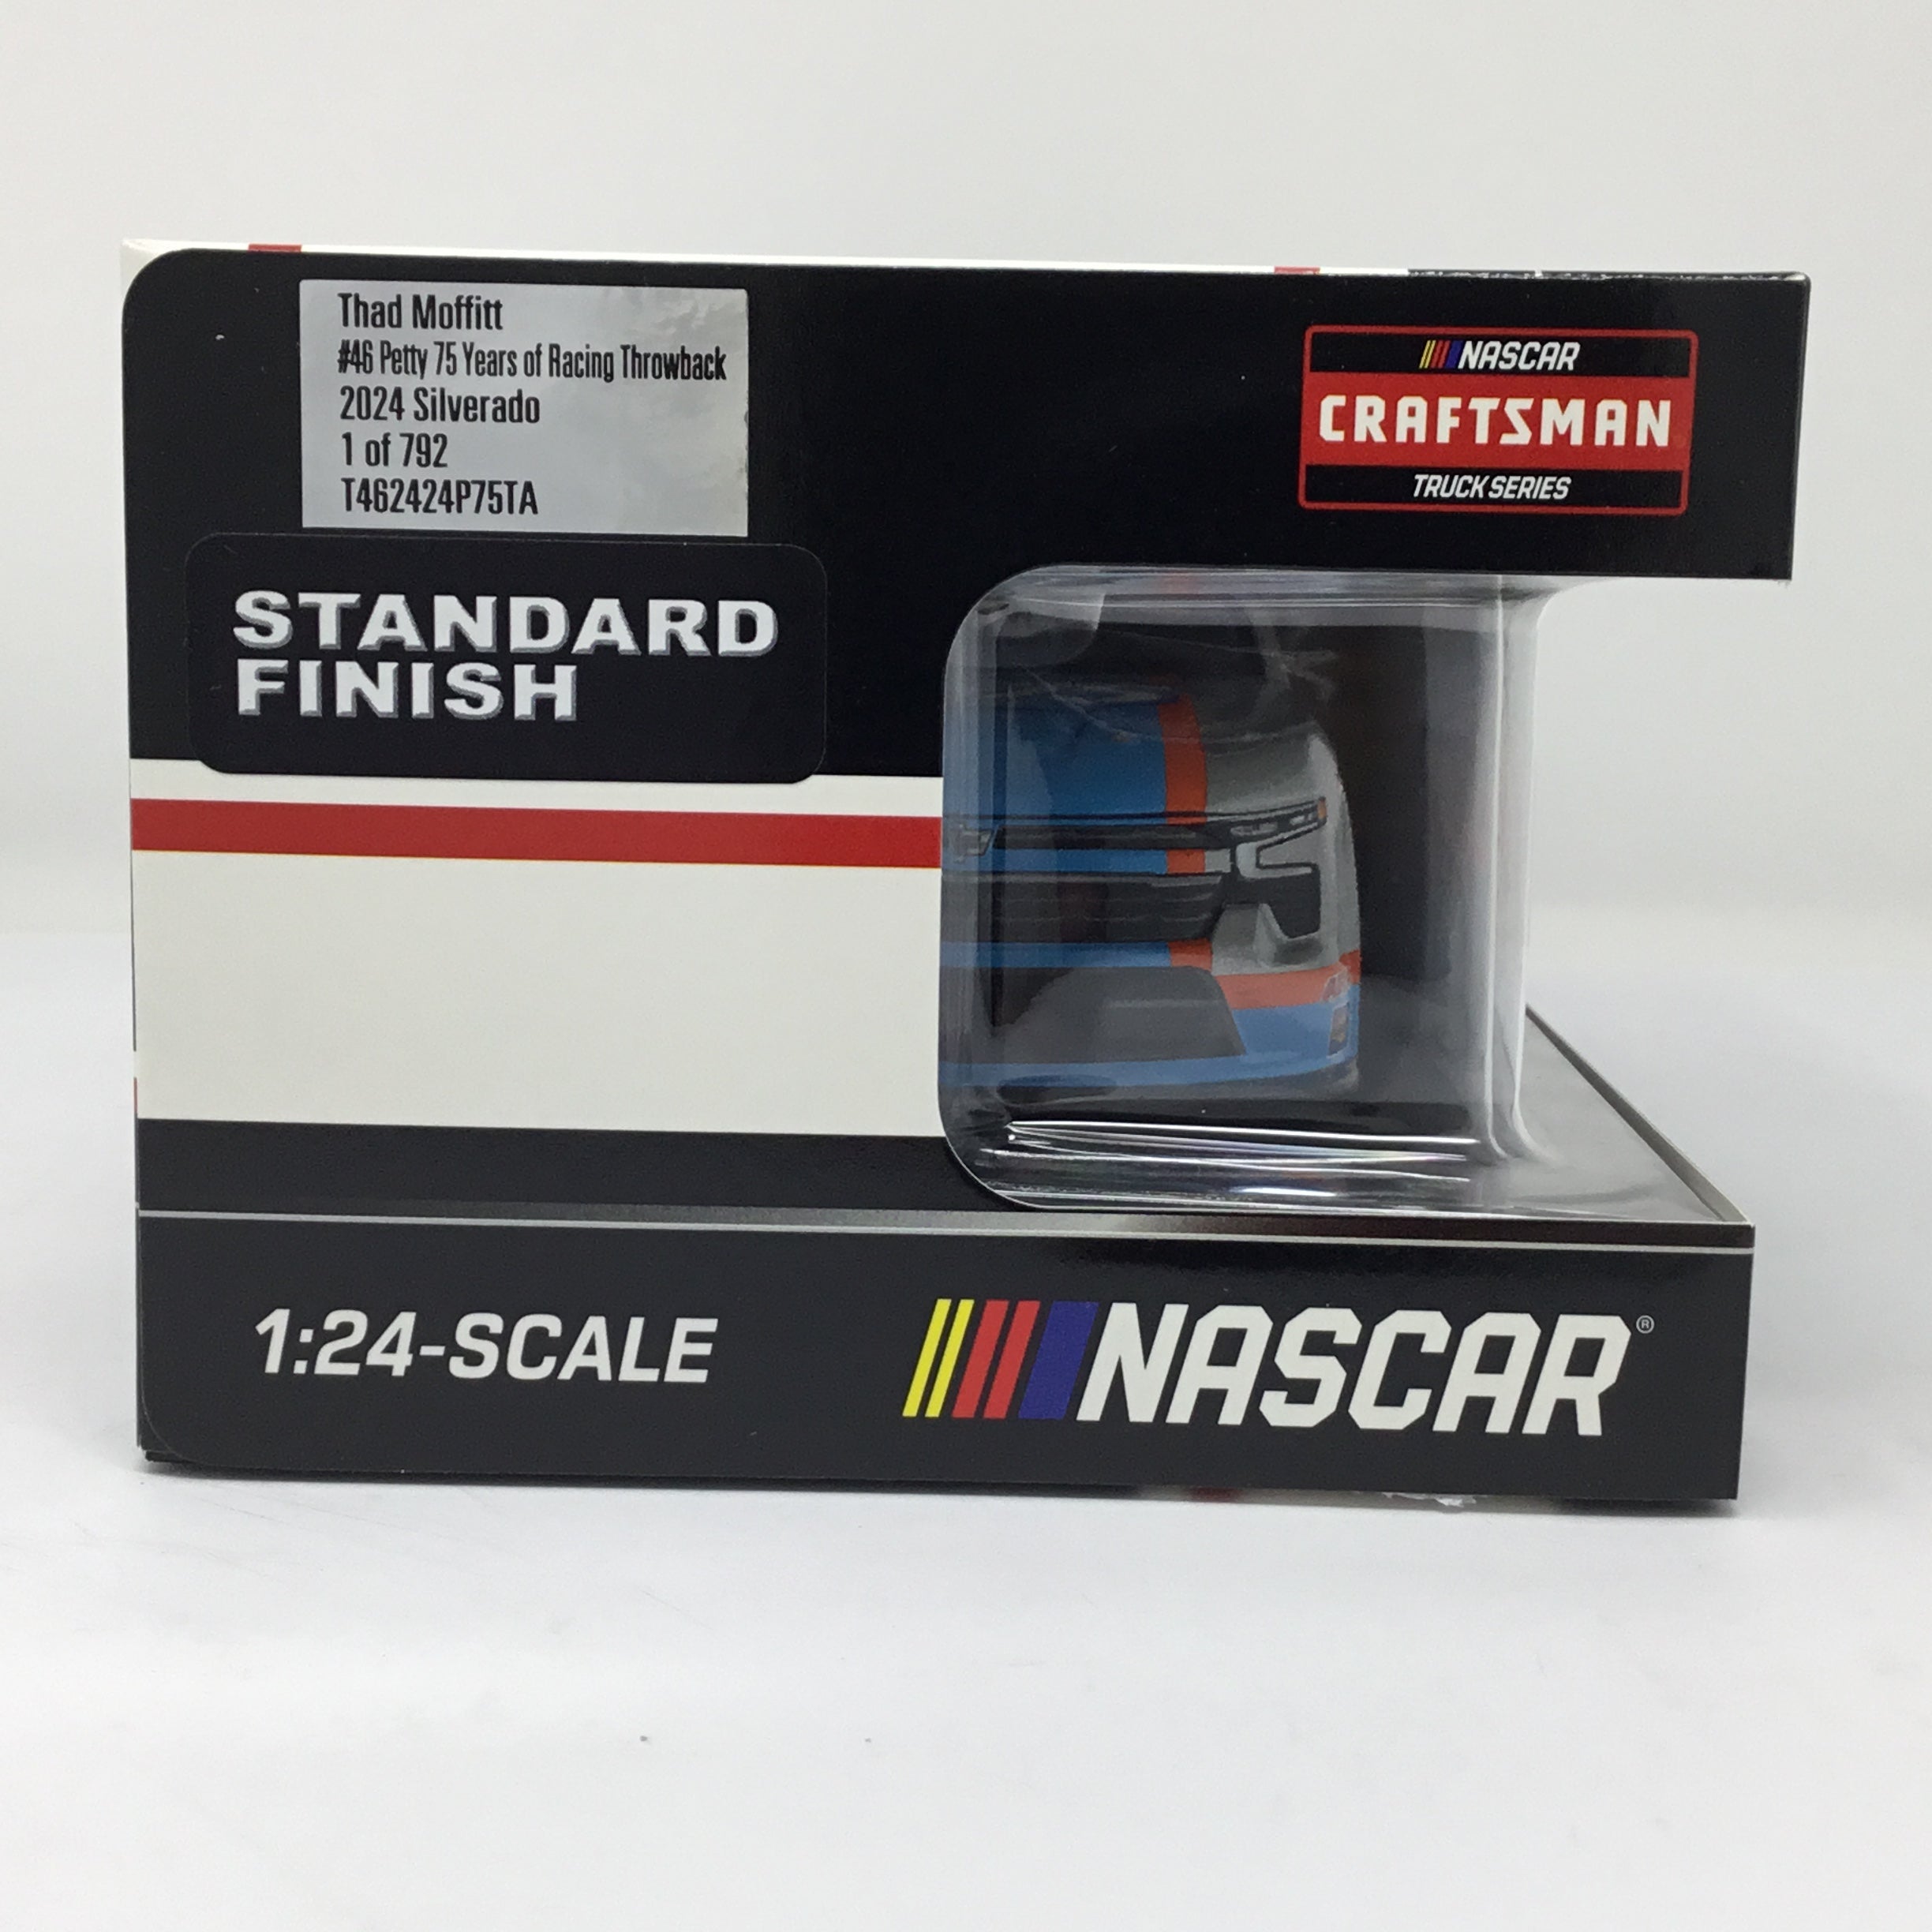 Thad Moffitt
#46 Petty 75 Years of Racing Throwback
2024 Silverado
1 of 792
T462424P75TA
NASCAR
CRAFTSMAN
TRUCK SERIES
STANDARD
FINISH
1:24-SCALE
NASCAR®